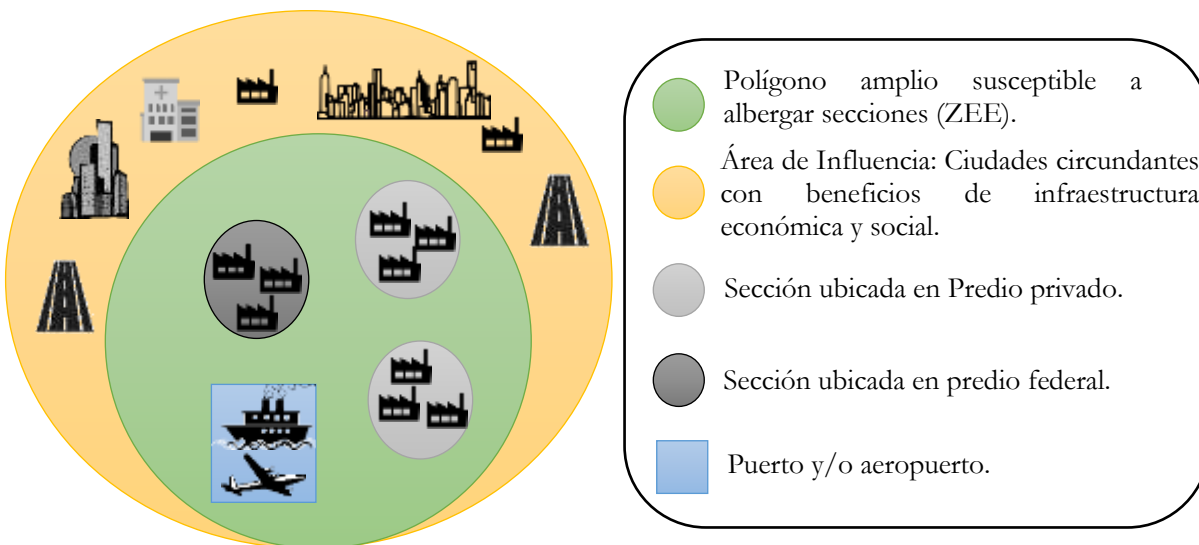 Polígono amplio susceptible a
albergar secciones (ZEE).
Área de Influencia: Ciudades circundantes
con beneficios de infraestructura
económica y social.
Sección ubicada en Predio privado.
Sección ubicada en predio federal.
Puerto y/o aeropuerto.